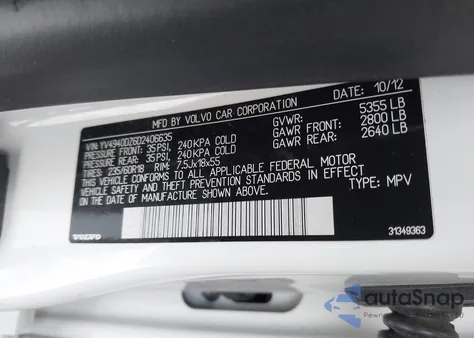 DATE: 10/12
MFD BY VOLVO CAR CORPORATION
VIN: YV4940DZ6D2406635
PRESSURE FRONT: 35PSI, 240KPA COLD
PRESSURE REAR: 35PSI, 240KPA COLD
TIRES: 235/60R18 RIM: 7.5Jx18x55
GVWR: 5355 LB
GAWR FRONT: 2800 LB
GAWR REAR: 2640 LB
THIS VEHICLE CONFORMS TO ALL APPLICABLE FEDERAL MOTOR
VEHICLE SAFETY AND THEFT PREVENTION STANDARDS IN EFFECT
ON THE DATE OF MANUFACTURE SHOWN ABOVE.
TYPE: MPV
VOLVO
31349363
autoSnap